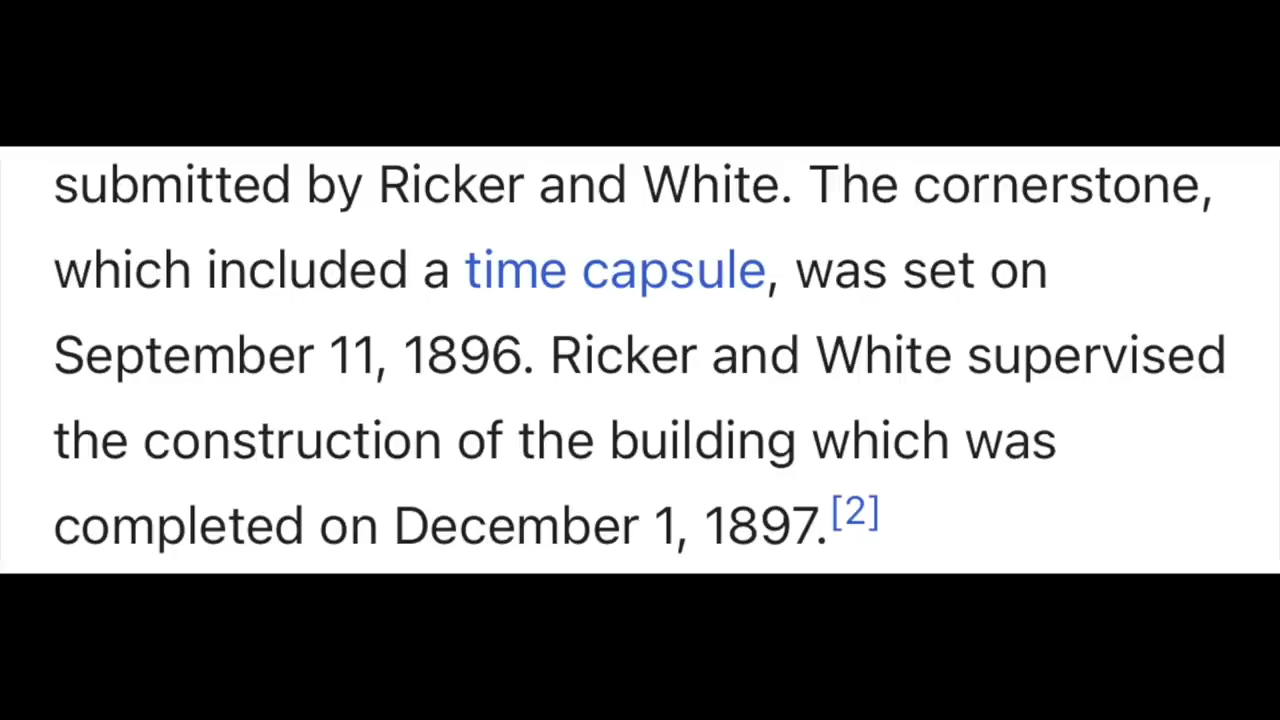 submitted by Ricker and White. The cornerstone,
which included a time capsule, was set on
September 11, 1896. Ricker and White supervised
the construction of the building which was
completed on December 1, 1897.[2]